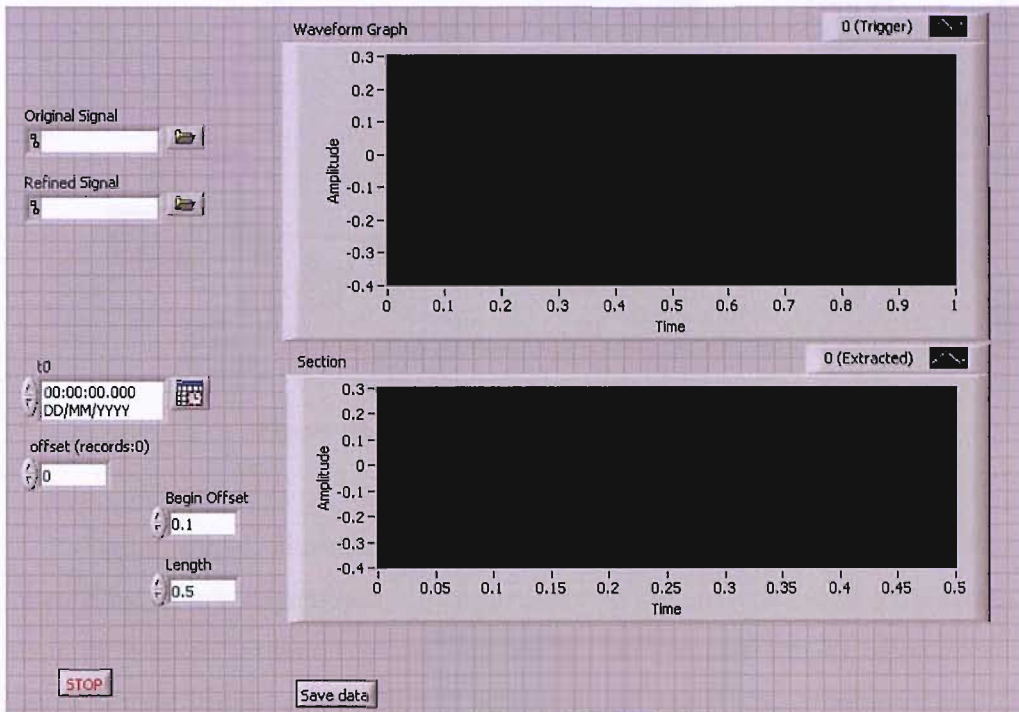 Waveform Graph
0 (Trigger)
0.3
0.2
0.1
0
-0.1
-0.2
-0.3
-0.4
Amplitude
0 0.1 0.2 0.3 0.4 0.5 0.6 0.7 0.8 0.9 1
Time
Original Signal
Refined Signal
t0
00:00:00.000
DD/MM/YYYY
offset (records:0)
0
Begin Offset
0.1
Length
0.5
Section
0 (Extracted)
0.3
0.2
0.1
0
-0.1
-0.2
-0.3
-0.4
Amplitude
0 0.05 0.1 0.15 0.2 0.25 0.3 0.35 0.4 0.45 0.5
Time
STOP
Save data